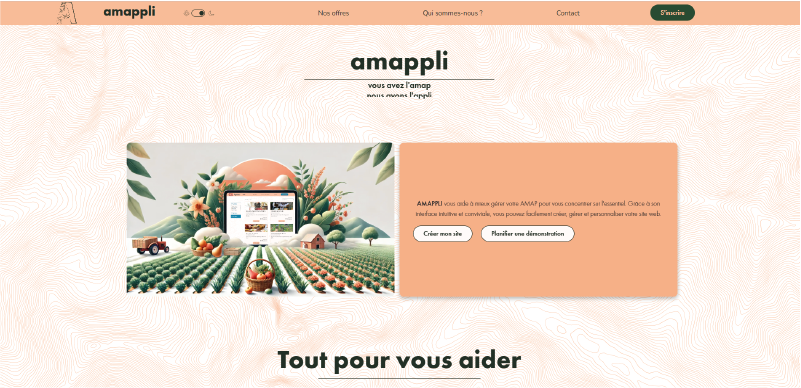 amappli
Nos offres
Qui sommes-nous ?
Contact
S'inscrire
amappli
vous avez l'amap
nous avons l'appli
AMAPPLI vous aide à mieux gérer votre AMAP pour vous concentrer sur l'essentiel. Grâce à son
interface intuitive et conviviale, vous pouvez facilement créer, gérer et personnaliser votre site web
Créer mon site
Planifier une démonstration
Tout pour vous aider